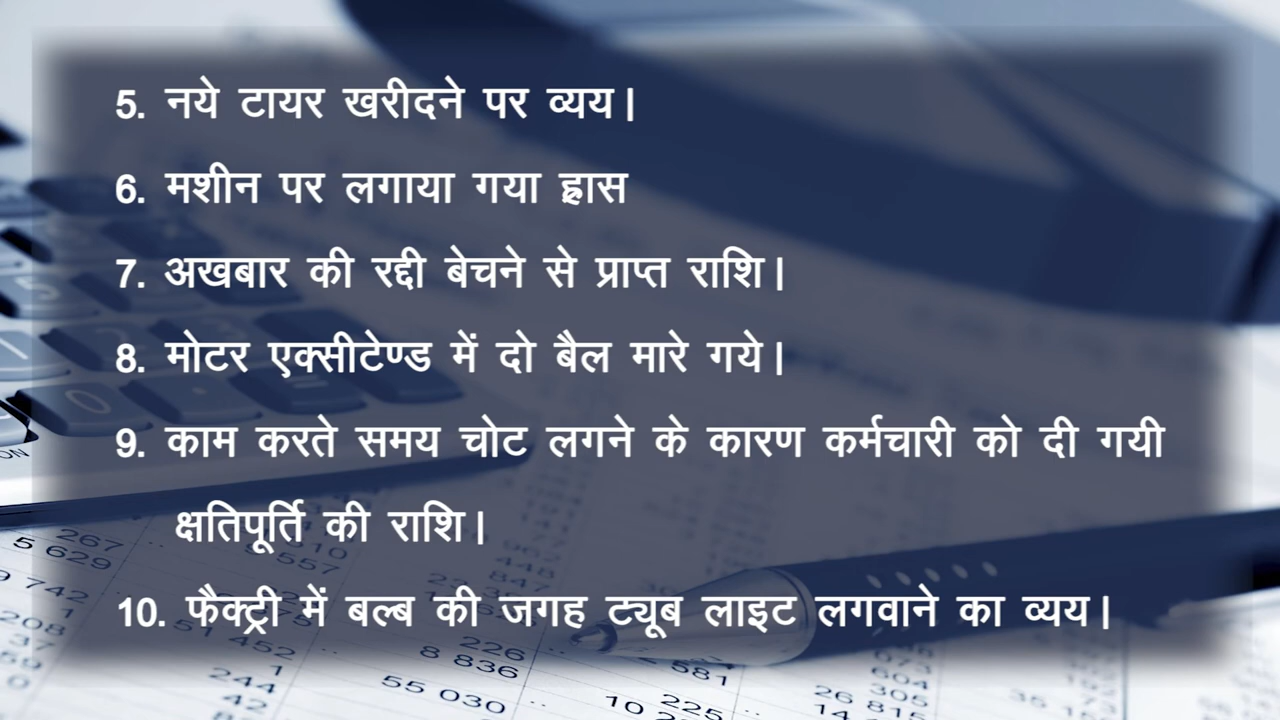 5. नये टायर खरीदने पर व्यय।
6. मशीन पर लगाया गया ह्रास
7. अखबार की रद्दी बेचने से प्राप्त राशि।
8. मोटर एक्सीटेण्ड में दो बैल मारे गये।
9. काम करते समय चोट लगने के कारण कर्मचारी को दी गयी
क्षतिपूर्ति की राशि।
10. फैक्ट्री में बल्ब की जगह ट्यूब लाइट लगवाने का व्यय।